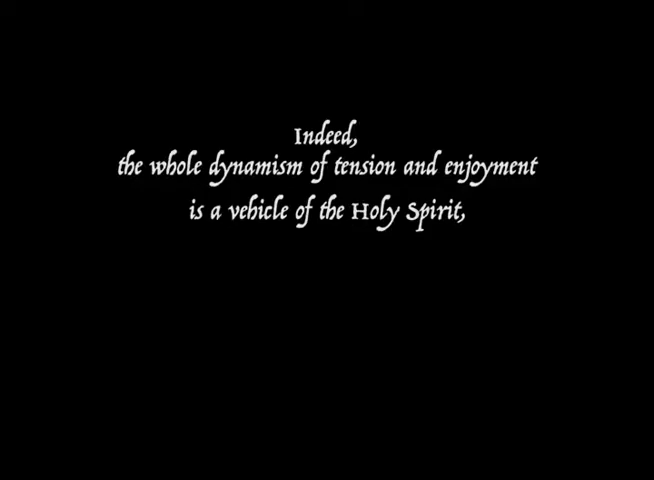 Indeed,
the whole dynamism of tension and enjoyment
is a vehicle of the Holy Spirit,